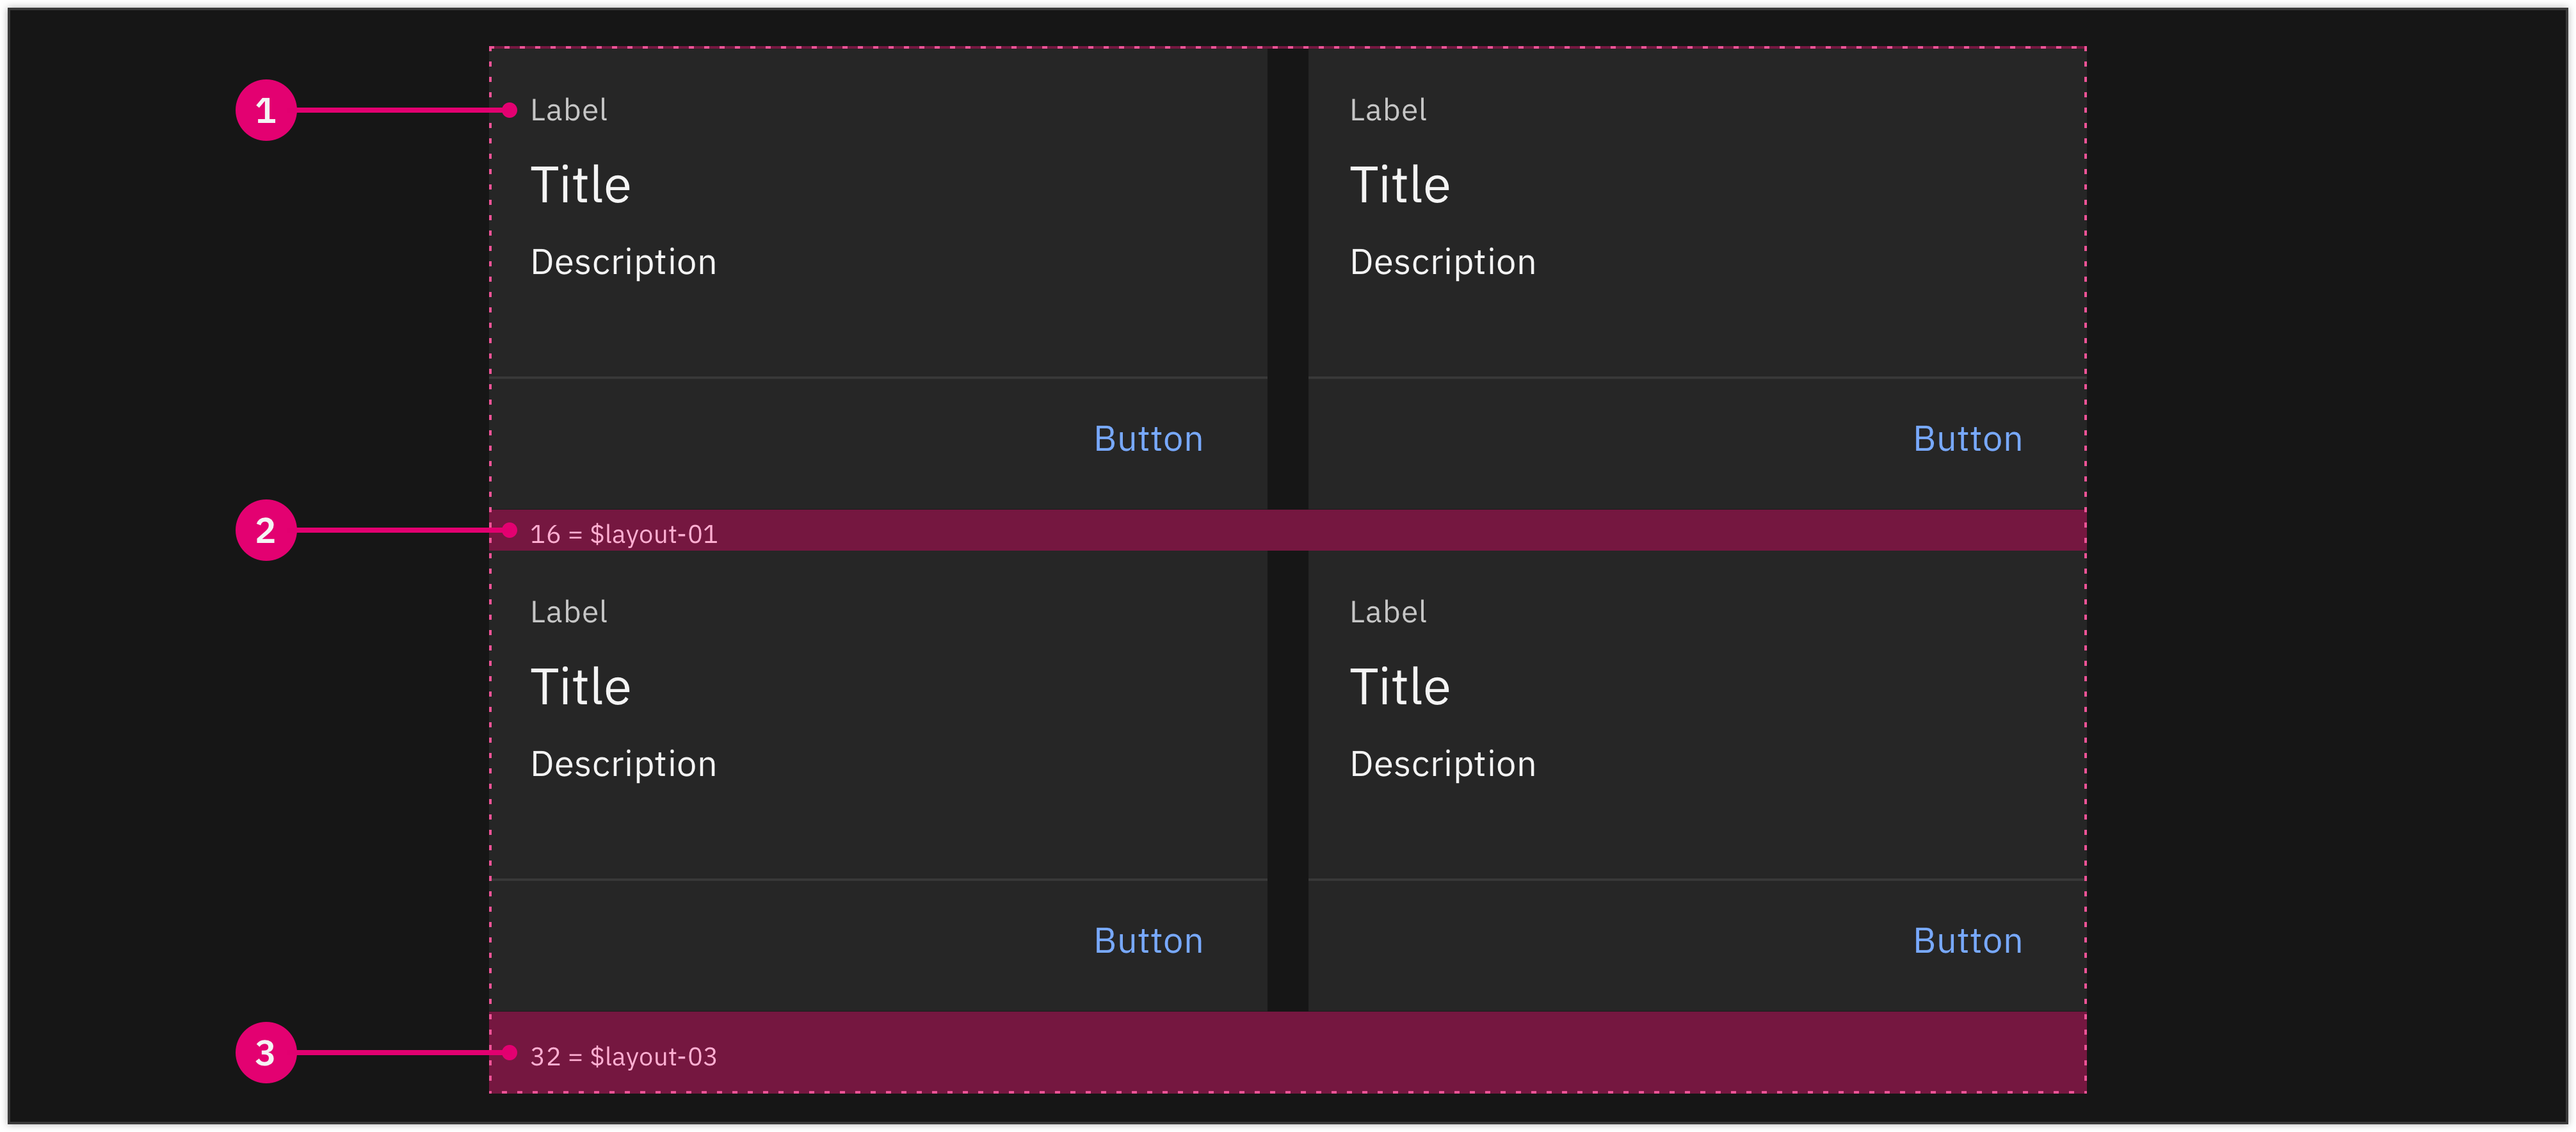 1
Label
Label
Title
Title
Description
Description
Button
Button
2
16 = $layout-01
Label
Label
Title
Title
Description
Description
Button
Button
3
32 = $layout-03